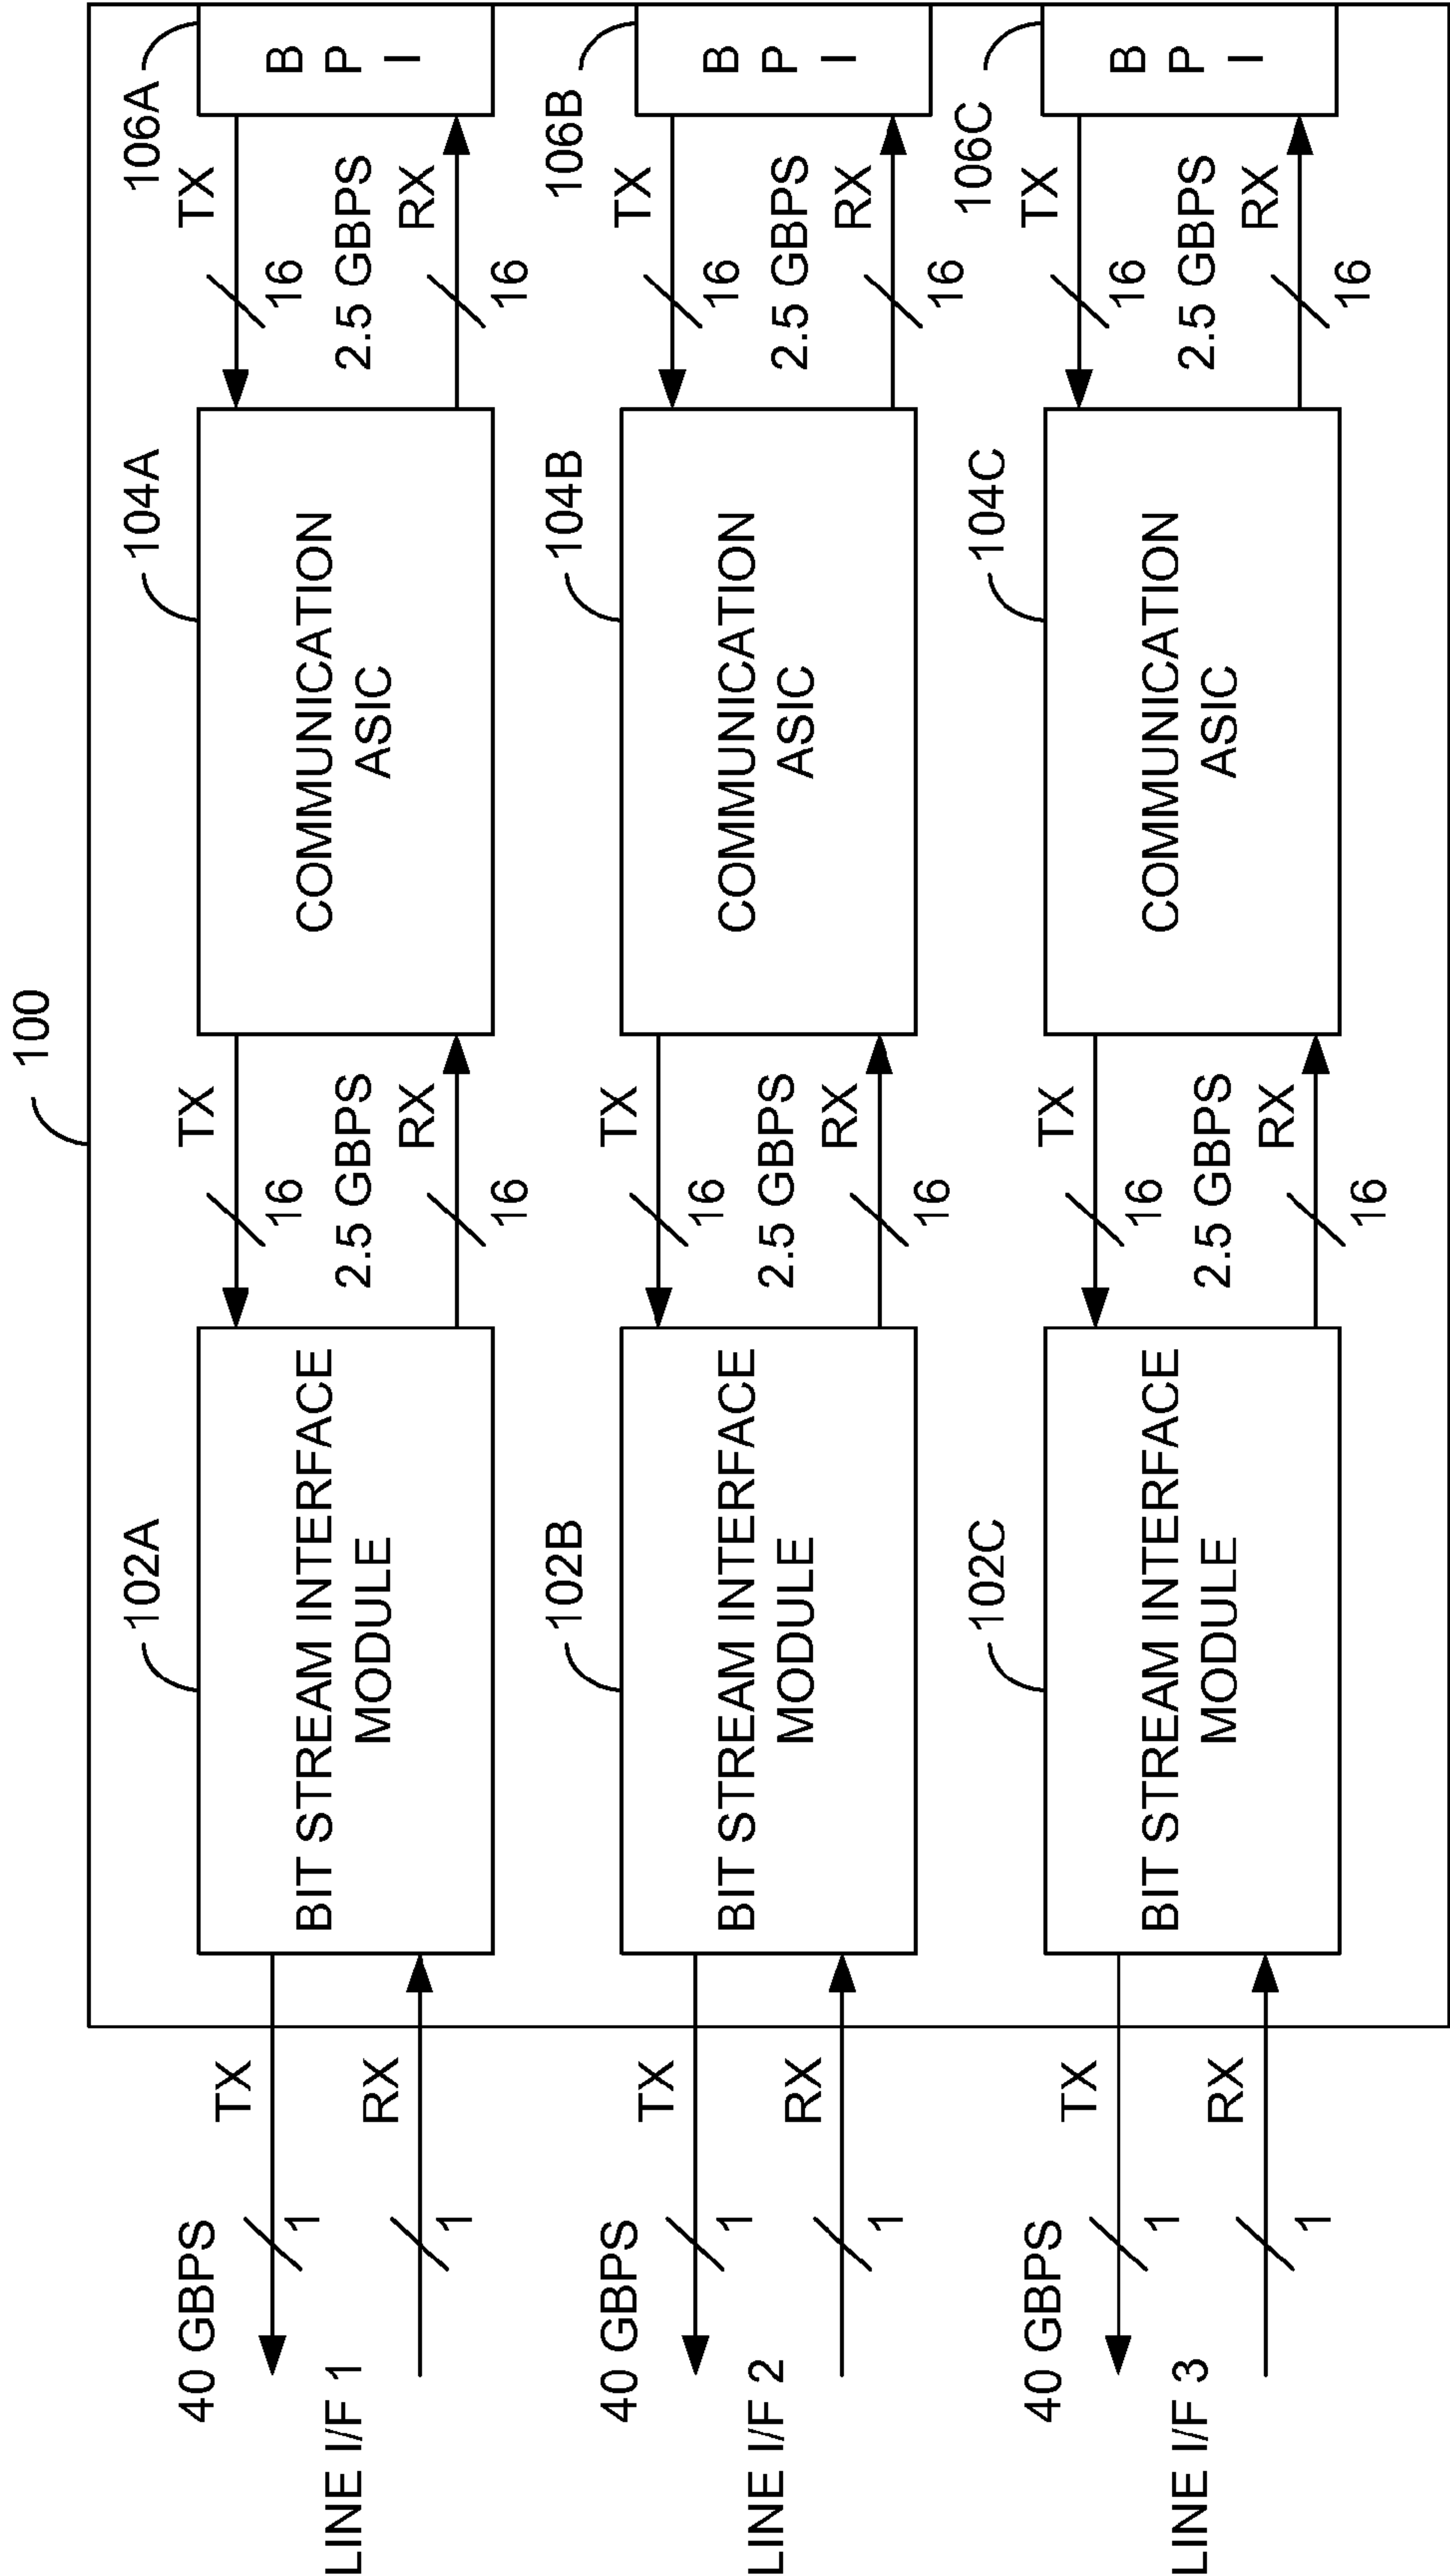 100
102A
104A
106A
40 GBPS
TX
1
LINE I/F 1
RX
1
BIT STREAM INTERFACE
MODULE
TX
16
2.5 GBPS
RX
16
COMMUNICATION
ASIC
TX
16
2.5 GBPS
RX
16
B
P
I
102B
104B
106B
40 GBPS
TX
1
LINE I/F 2
RX
1
BIT STREAM INTERFACE
MODULE
TX
16
2.5 GBPS
RX
16
COMMUNICATION
ASIC
TX
16
2.5 GBPS
RX
16
B
P
I
102C
104C
106C
40 GBPS
TX
1
LINE I/F 3
RX
1
BIT STREAM INTERFACE
MODULE
TX
16
2.5 GBPS
RX
16
COMMUNICATION
ASIC
TX
16
2.5 GBPS
RX
16
B
P
I